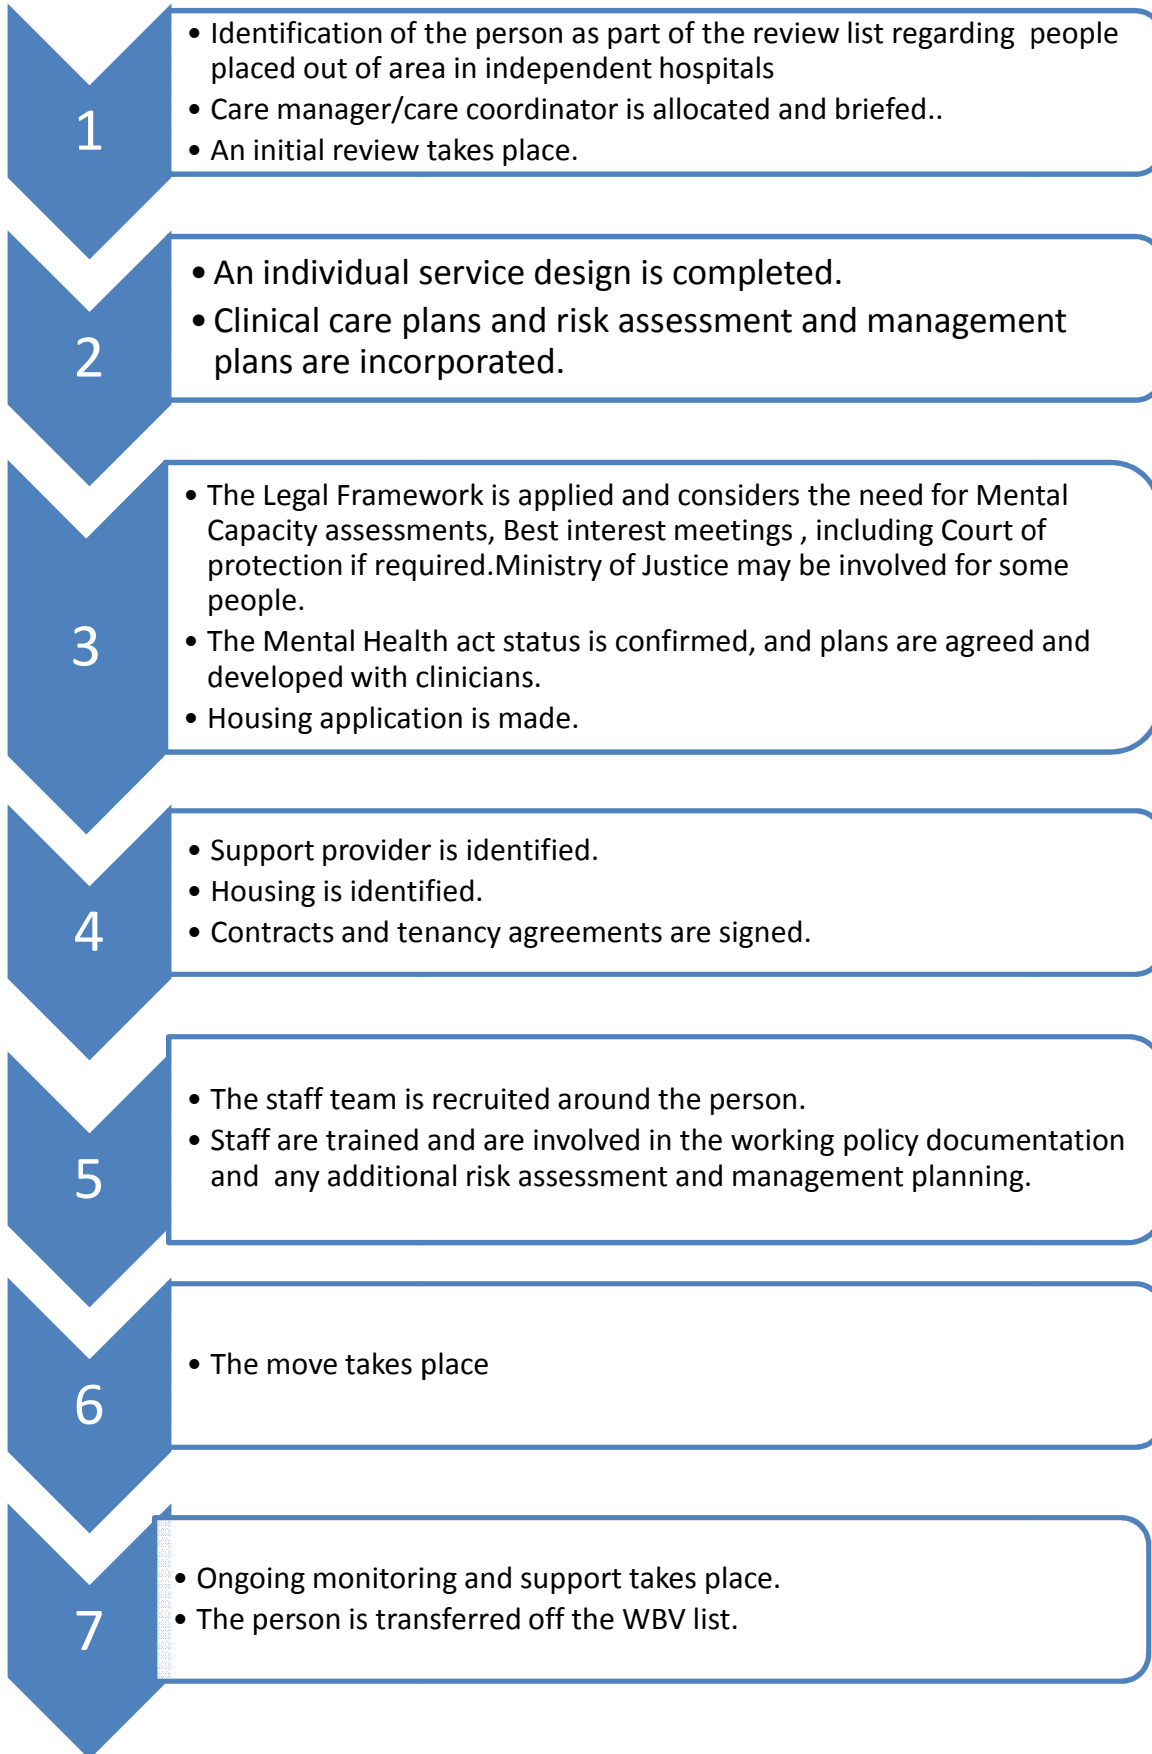 1
• Identification of the person as part of the review list regarding  people
placed out of area in independent hospitals
• Care manager/care coordinator is allocated and briefed..
• An initial review takes place.
2
• An individual service design is completed.
• Clinical care plans and risk assessment and management
plans are incorporated.
3
• The Legal Framework is applied and considers the need for Mental
Capacity assessments, Best interest meetings , including Court of
protection if required.Ministry of Justice may be involved for some
people.
• The Mental Health act status is confirmed, and plans are agreed and
developed with clinicians.
• Housing application is made.
4
• Support provider is identified.
• Housing is identified.
• Contracts and tenancy agreements are signed.
5
• The staff team is recruited around the person.
• Staff are trained and are involved in the working policy documentation
and  any additional risk assessment and management planning.
6
• The move takes place
7
• Ongoing monitoring and support takes place.
• The person is transferred off the WBV list.